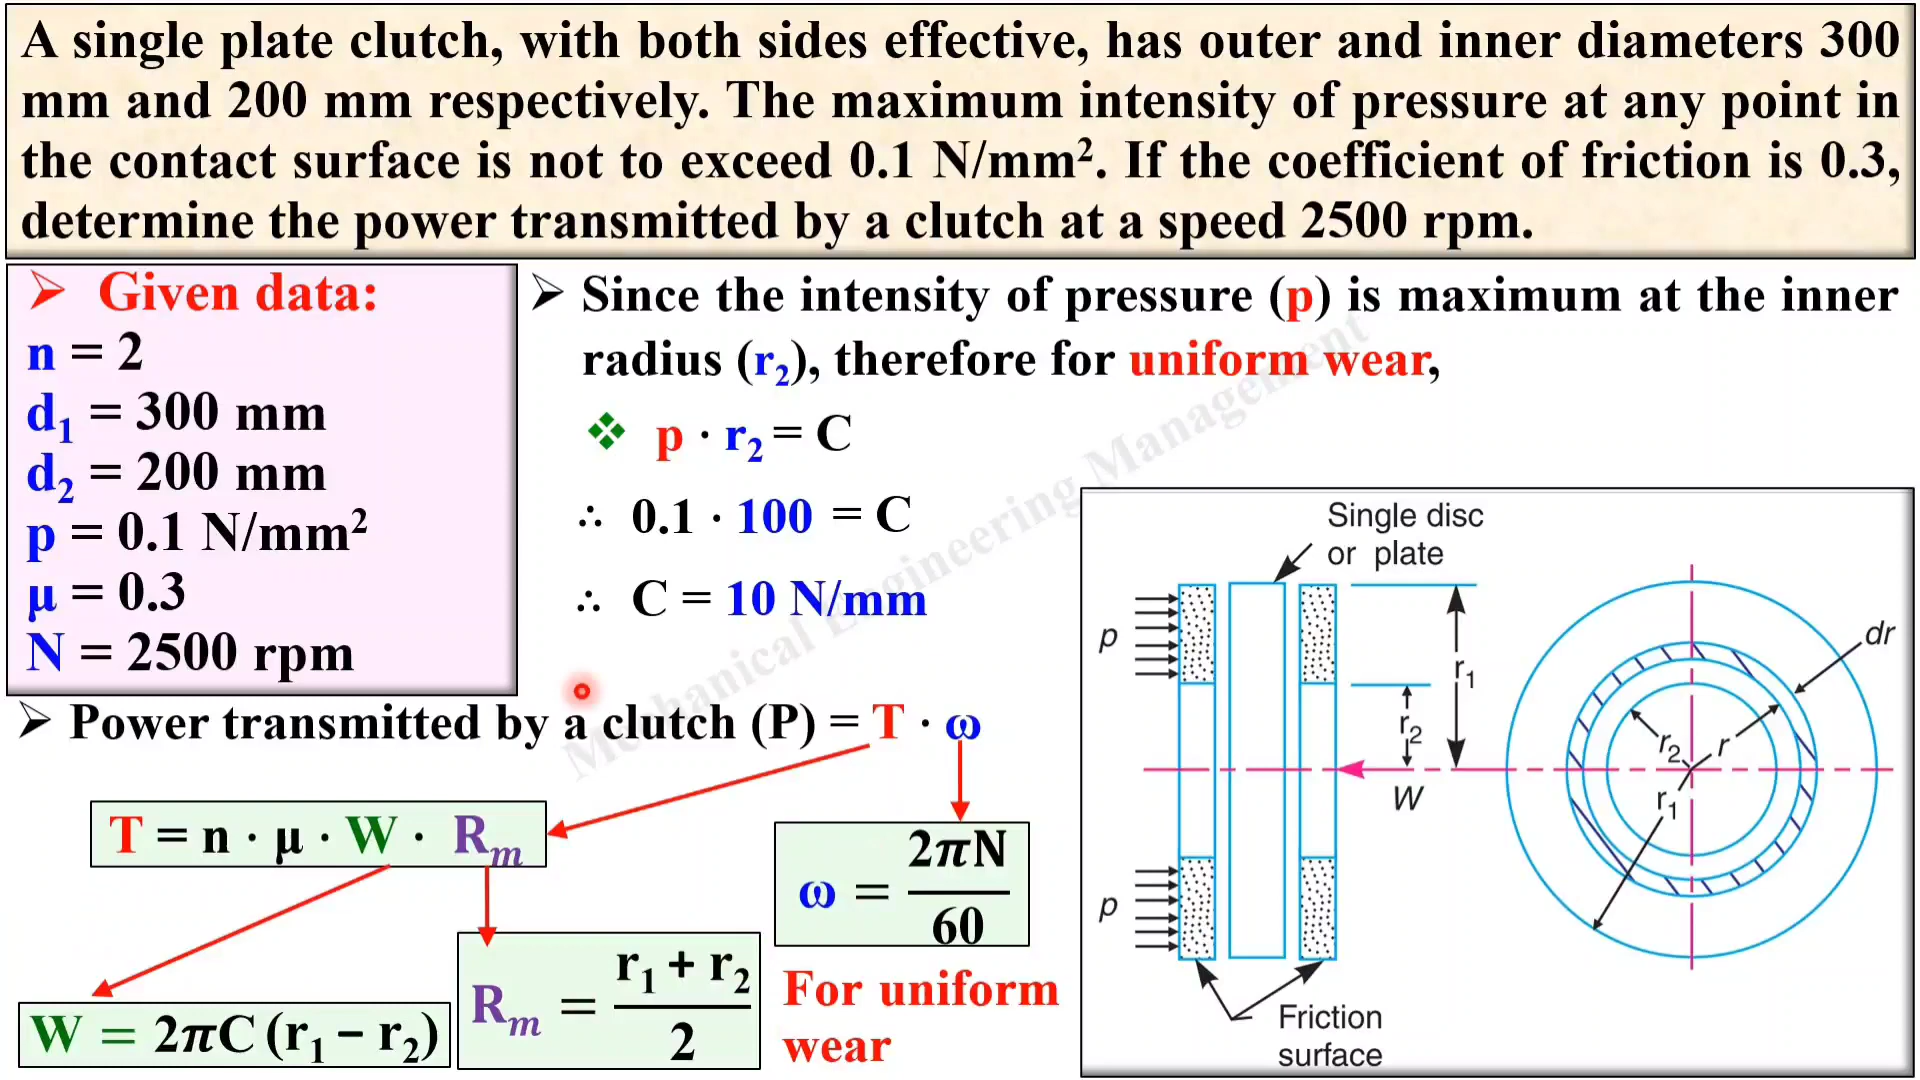 A single plate clutch, with both sides effective, has outer and inner diameters 300
mm and 200 mm respectively. The maximum intensity of pressure at any point in
the contact surface is not to exceed 0.1 N/mm². If the coefficient of friction is 0.3,
determine the power transmitted by a clutch at a speed 2500 rpm.
➢ Given data:
n = 2
d₁ = 300 mm
d₂ = 200 mm
p = 0.1 N/mm²
μ = 0.3
N = 2500 rpm
➢ Since the intensity of pressure (p) is maximum at the inner
radius (r₂), therefore for uniform wear,
❖ p · r₂ = C
∴ 0.1 · 100 = C
∴ C = 10 N/mm
Mechanical Engineering Management
➢ Power transmitted by a clutch (P) = T · ω
T = n · μ · W · Rₘ
ω = 2πN / 60
W = 2πC (r₁ − r₂)
Rₘ = r₁ + r₂ / 2
For uniform
wear
Single disc
or plate
p
r₁
r₂
W
p
Friction
surface
dr
r₂
r
r₁